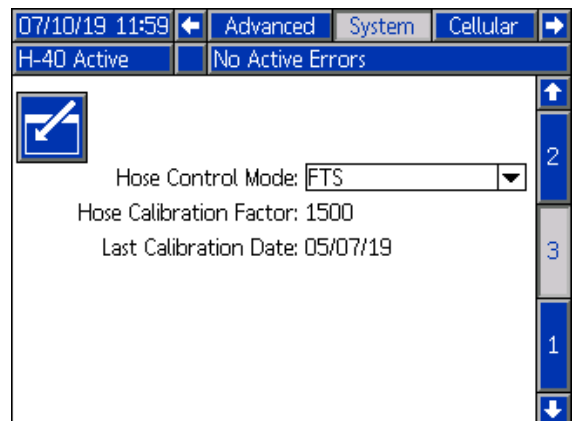 07/10/19 11:59 Advanced System Cellular
H-40 Active No Active Errors
2
Hose Control Mode: FTS
Hose Calibration Factor: 1500
Last Calibration Date: 05/07/19
3
1